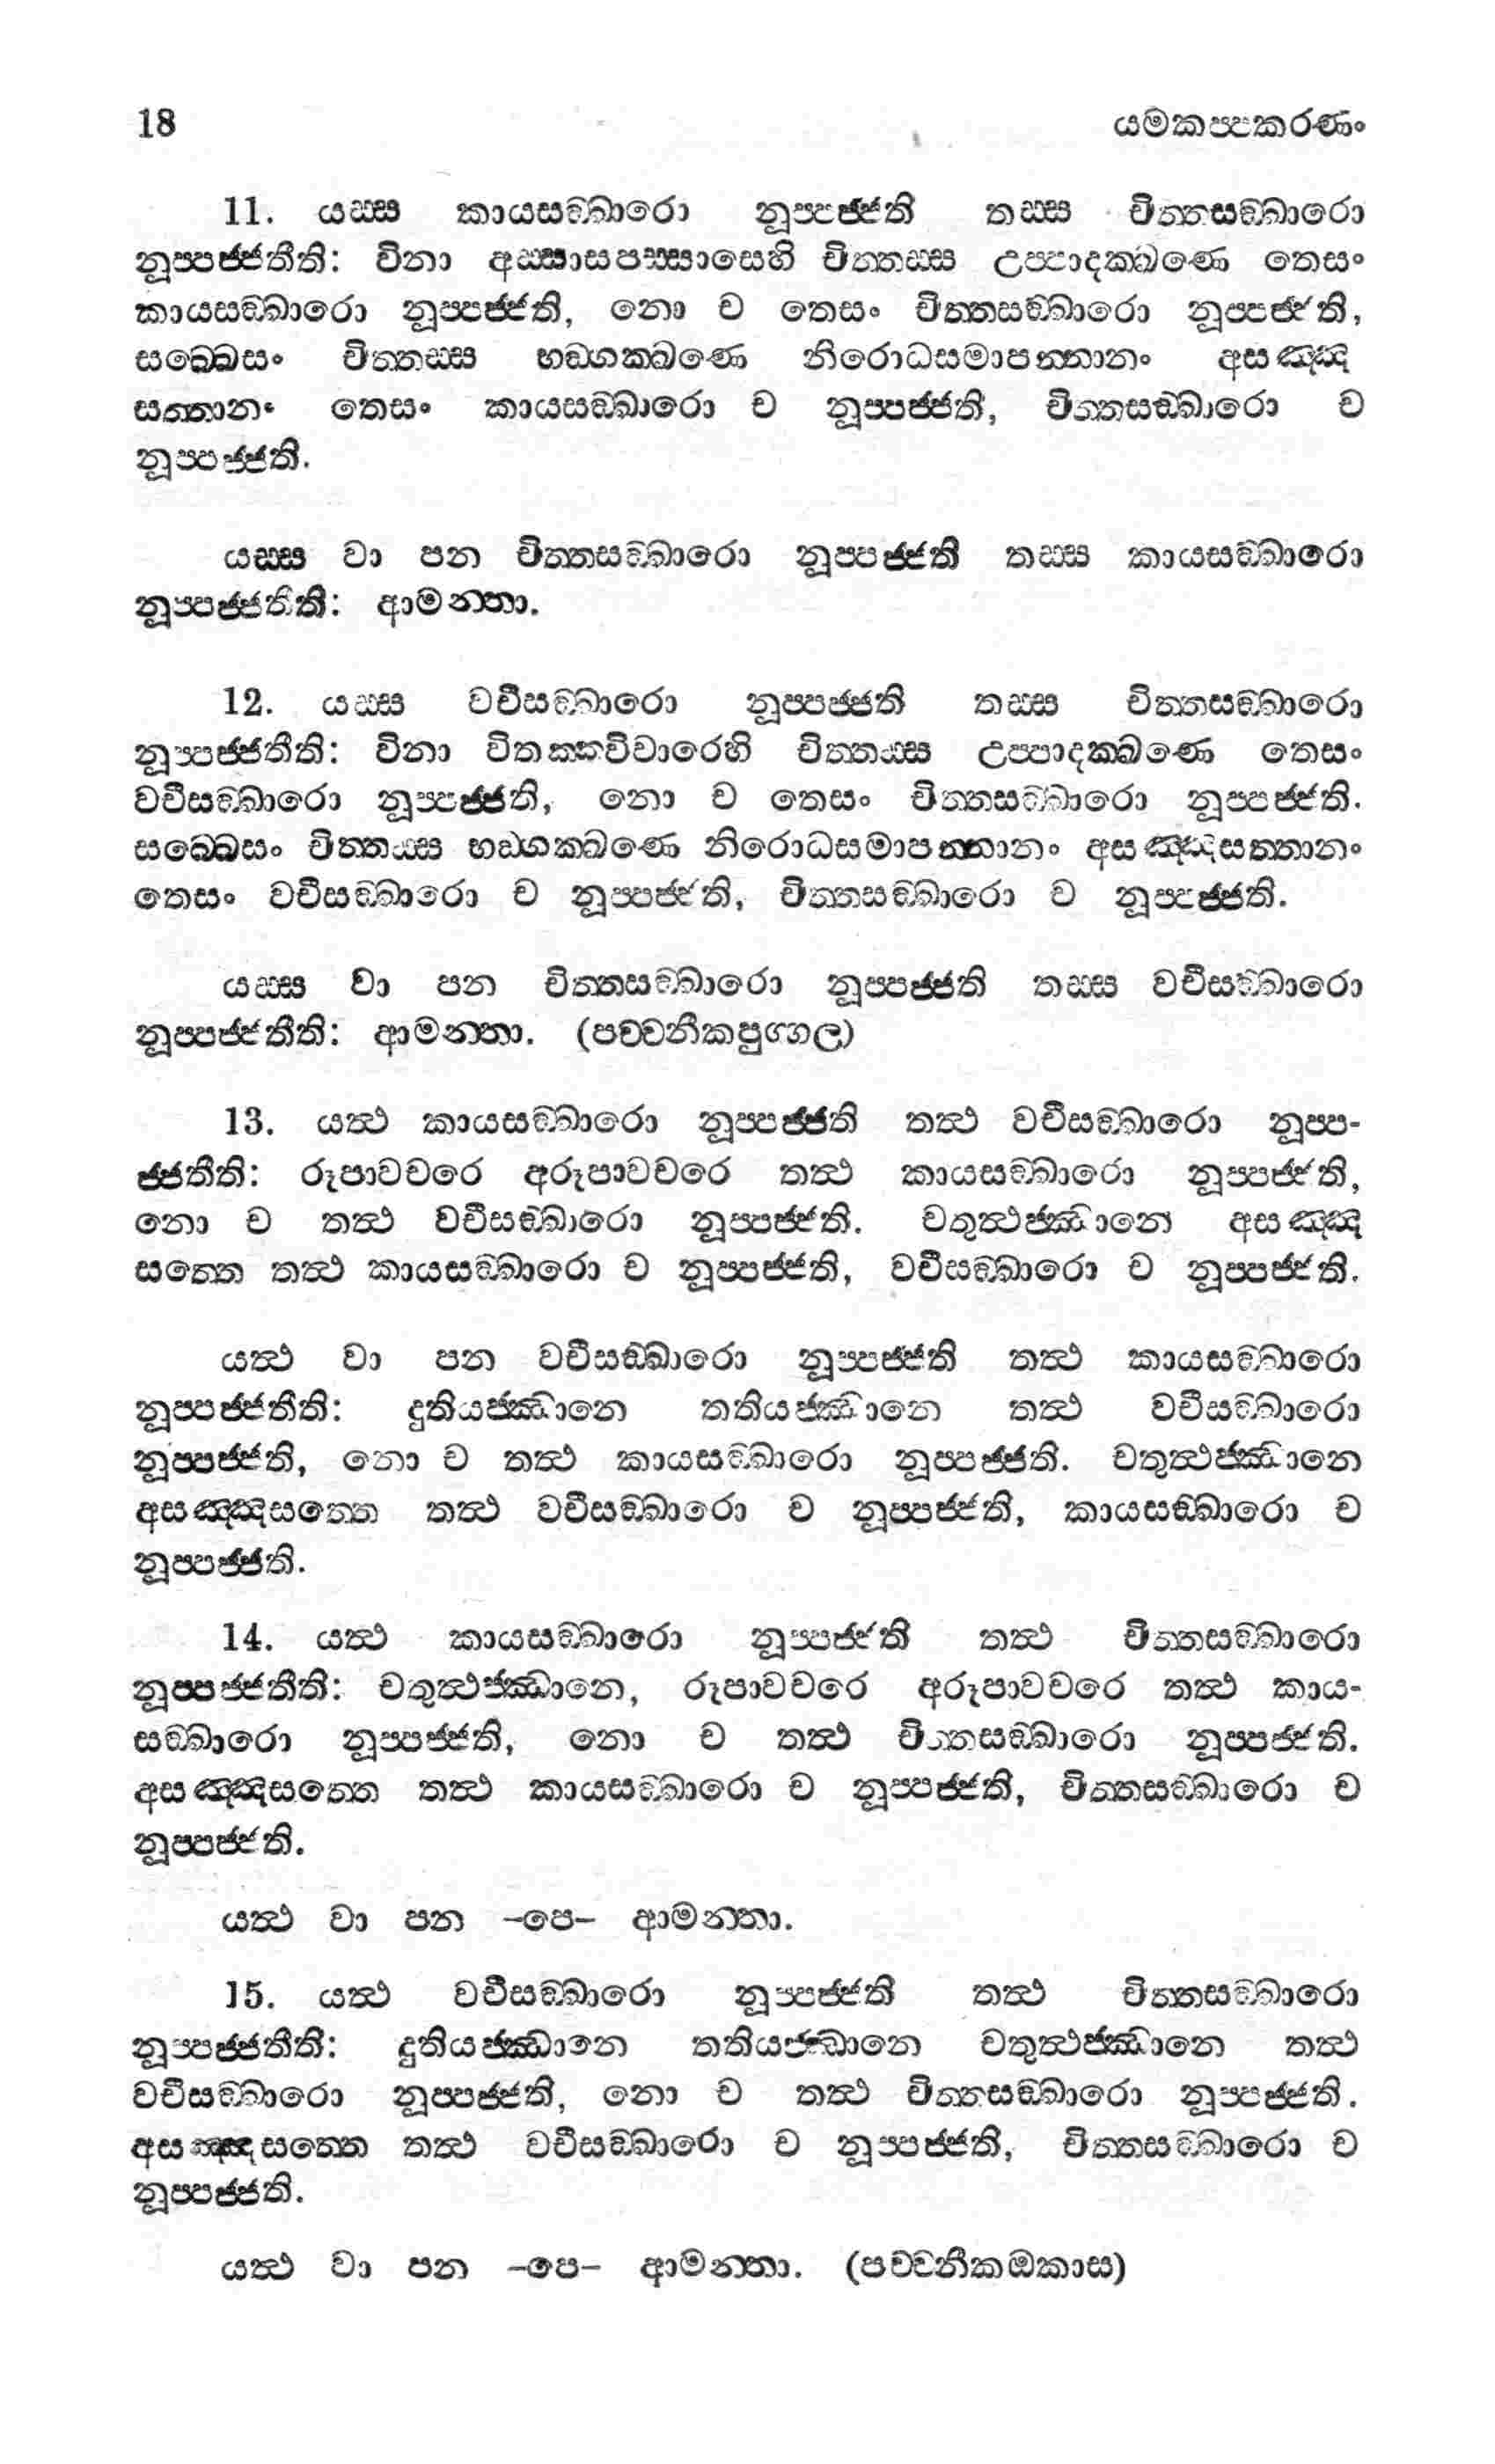 18 යමකප්පකරණං
11. යස්ස කායසඞ්ඛාරො නූප්පජ්ජති තස්ස චිත්තසඞ්ඛාරො
නූප්පජ්ජතීති: විනා අස්සාසපස්සාසෙහි චිත්තස්ස උප්පාදක්ඛණෙ තෙසං
කායසඞ්ඛාරො නූප්පජ්ජති, නො ච තෙසං චිත්තසඞ්ඛාරො නූප්පජ්ජති,
සබ්බෙසං චිත්තස්ස භඞ්ගක්ඛණෙ නිරොධසමාපන්නානං අසඤ්ඤ
සත්තානං තෙසං කායසඞ්ඛාරො ච නූප්පජ්ජති, චිත්තසඞ්ඛාරො ච
නූප්පජ්ජති.
යස්ස වා පන චිත්තසඞ්ඛාරො නූප්පජ්ජති තස්ස කායසඞ්ඛාරො
නූප්පජ්ජතීති: ආමන්තා.
12. යස්ස වචීසඞ්ඛාරො නූප්පජ්ජති තස්ස චිත්තසඞ්ඛාරො
නූප්පජ්ජතීති: විනා විතක්කවිචාරෙහි චිත්තස්ස උප්පාදක්ඛණෙ තෙසං
වචීසඞ්ඛාරො නූප්පජ්ජති, නො ච තෙසං චිත්තසඞ්ඛාරො නූප්පජ්ජති.
සබ්බෙසං චිත්තස්ස භඞ්ගක්ඛණෙ නිරොධසමාපන්නානං අසඤ්ඤසත්තානං
තෙසං වචීසඞ්ඛාරො ච නූප්පජ්ජති, චිත්තසඞ්ඛාරො ච නූප්පජ්ජති.
යස්ස වා පන චිත්තසඞ්ඛාරො නූප්පජ්ජති තස්ස වචීසඞ්ඛාරො
නූප්පජ්ජතීති: ආමන්තා. (පච්චනීකපුග්ගල)
13. යත්ථ කායසඞ්ඛාරො නූප්පජ්ජති තත්ථ වචීසඞ්ඛාරො නූප්ප-
ජ්ජතීති: රූපාවචරෙ අරූපාවචරෙ තත්ථ කායසඞ්ඛාරො නූප්පජ්ජති,
නො ච තත්ථ වචීසඞ්ඛාරො නූප්පජ්ජති. චතුත්ථජ්ඣානෙ අසඤ්ඤ
සත්තෙ තත්ථ කායසඞ්ඛාරො ච නූප්පජ්ජති, වචීසඞ්ඛාරො ච නූප්පජ්ජති.
යත්ථ වා පන වචීසඞ්ඛාරො නූප්පජ්ජති තත්ථ කායසඞ්ඛාරො
නූප්පජ්ජතීති: දුතියජ්ඣානෙ තතියජ්ඣානෙ තත්ථ වචීසඞ්ඛාරො
නූප්පජ්ජති, නො ච තත්ථ කායසඞ්ඛාරො නූප්පජ්ජති. චතුත්ථජ්ඣානෙ
අසඤ්ඤසත්තෙ තත්ථ වචීසඞ්ඛාරො ච නූප්පජ්ජති, කායසඞ්ඛාරො ච
නූප්පජ්ජති.
14. යත්ථ කායසඞ්ඛාරො නූප්පජ්ජති තත්ථ චිත්තසඞ්ඛාරො
නූප්පජ්ජතීති: චතුත්ථජ්ඣානෙ, රූපාවචරෙ අරූපාවචරෙ තත්ථ කාය-
සඞ්ඛාරො නූප්පජ්ජති, නො ච තත්ථ චිත්තසඞ්ඛාරො නූප්පජ්ජති.
අසඤ්ඤසත්තෙ තත්ථ කායසඞ්ඛාරො ච නූප්පජ්ජති, චිත්තසඞ්ඛාරො ච
නූප්පජ්ජති.
යත්ථ වා පන -පෙ- ආමන්තා.
15. යත්ථ වචීසඞ්ඛාරො නූප්පජ්ජති තත්ථ චිත්තසඞ්ඛාරො
නූප්පජ්ජතීති: දුතියජ්ඣානෙ තතියජ්ඣානෙ චතුත්ථජ්ඣානෙ තත්ථ
වචීසඞ්ඛාරො නූප්පජ්ජති, නො ච තත්ථ චිත්තසඞ්ඛාරො නූප්පජ්ජති.
අසඤ්ඤසත්තෙ තත්ථ වචීසඞ්ඛාරො ච නූප්පජ්ජති, චිත්තසඞ්ඛාරො ච
නූප්පජ්ජති.
යත්ථ වා පන -පෙ- ආමන්තා. (පච්චනීකඔකාස)